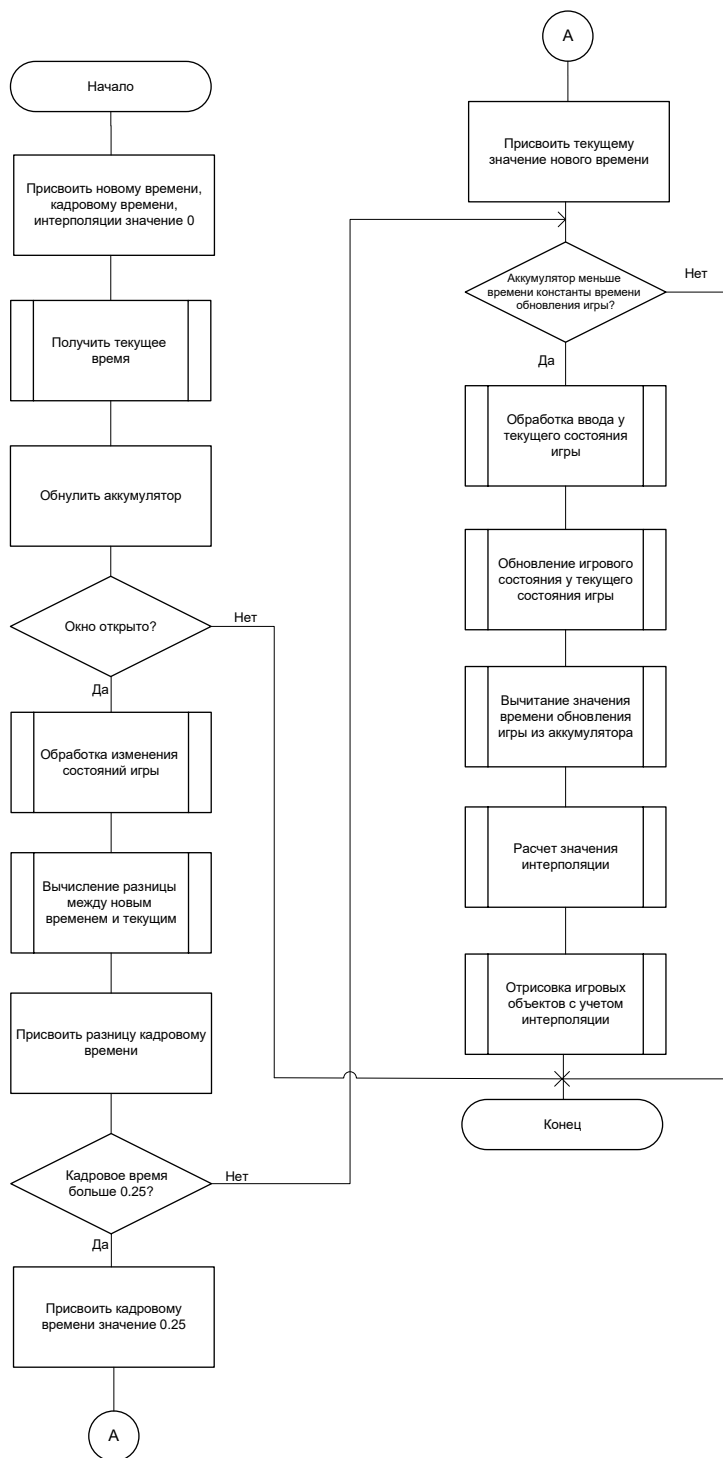 Начало
Присвоить новому времени,
кадровому времени,
интерполяции значение 0
Получить текущее
время
Обнулить аккумулятор
Окно открыто?
Нет
Да
Обработка изменения
состояний игры
Вычисление разницы
между новым
временем и текущим
Присвоить разницу кадровому
времени
Кадровое время
больше 0.25?
Нет
Да
Присвоить кадровому
времени значение 0.25
А
А
Присвоить текущему
значение нового времени
Аккумулятор меньше
времени константы времени
обновления игры?
Нет
Да
Обработка ввода у
текущего состояния
игры
Обновление игрового
состояния у текущего
состояния игры
Вычитание значения
времени обновления
игры из аккумулятора
Расчет значения
интерполяции
Отрисовка игровых
объектов с учетом
интерполяции
Конец